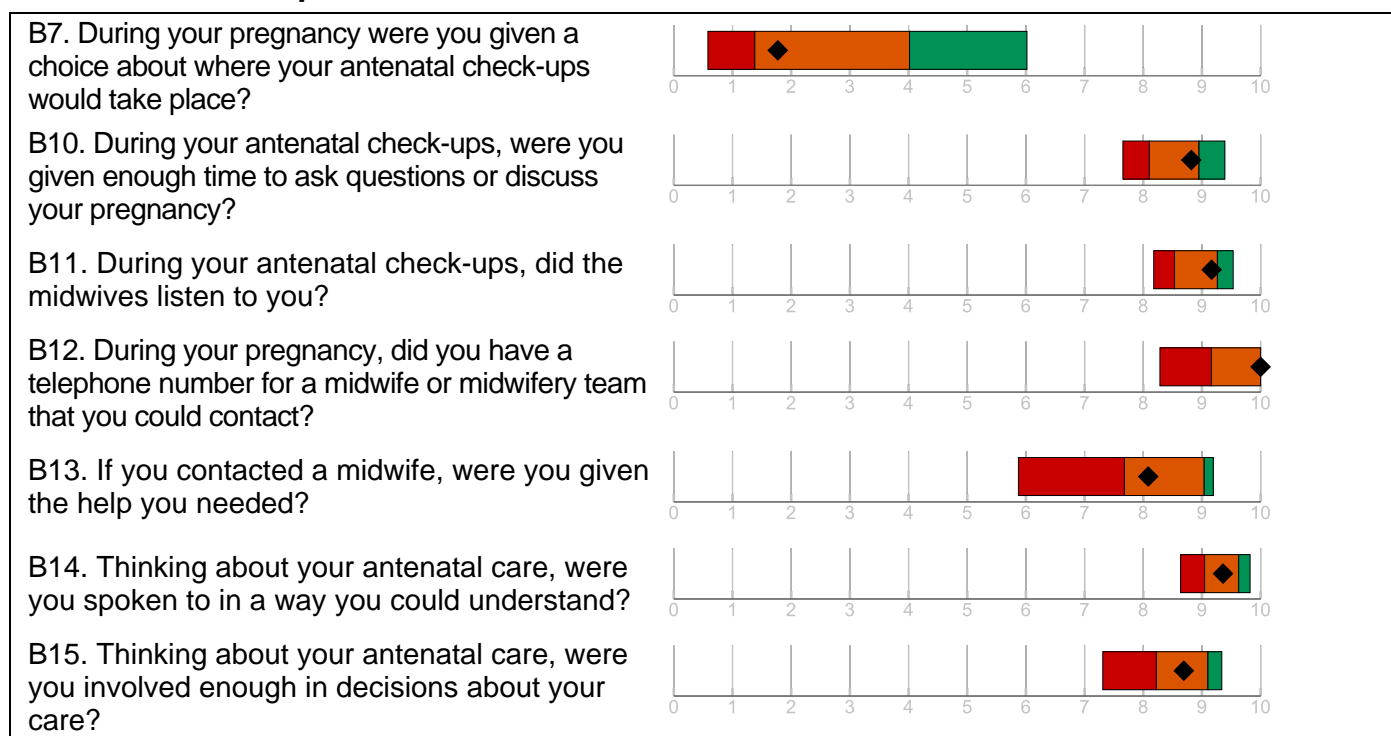 B7. During your pregnancy were you given a
choice about where your antenatal check-ups
would take place?
0 1 2 3 4 5 6 7 8 9 10
B10. During your antenatal check-ups, were you
given enough time to ask questions or discuss
your pregnancy?
0 1 2 3 4 5 6 7 8 9 10
B11. During your antenatal check-ups, did the
midwives listen to you?
0 1 2 3 4 5 6 7 8 9 10
B12. During your pregnancy, did you have a
telephone number for a midwife or midwifery team
that you could contact?
0 1 2 3 4 5 6 7 8 9 10
B13. If you contacted a midwife, were you given
the help you needed?
0 1 2 3 4 5 6 7 8 9 10
B14. Thinking about your antenatal care, were
you spoken to in a way you could understand?
0 1 2 3 4 5 6 7 8 9 10
B15. Thinking about your antenatal care, were
you involved enough in decisions about your
care?
0 1 2 3 4 5 6 7 8 9 10